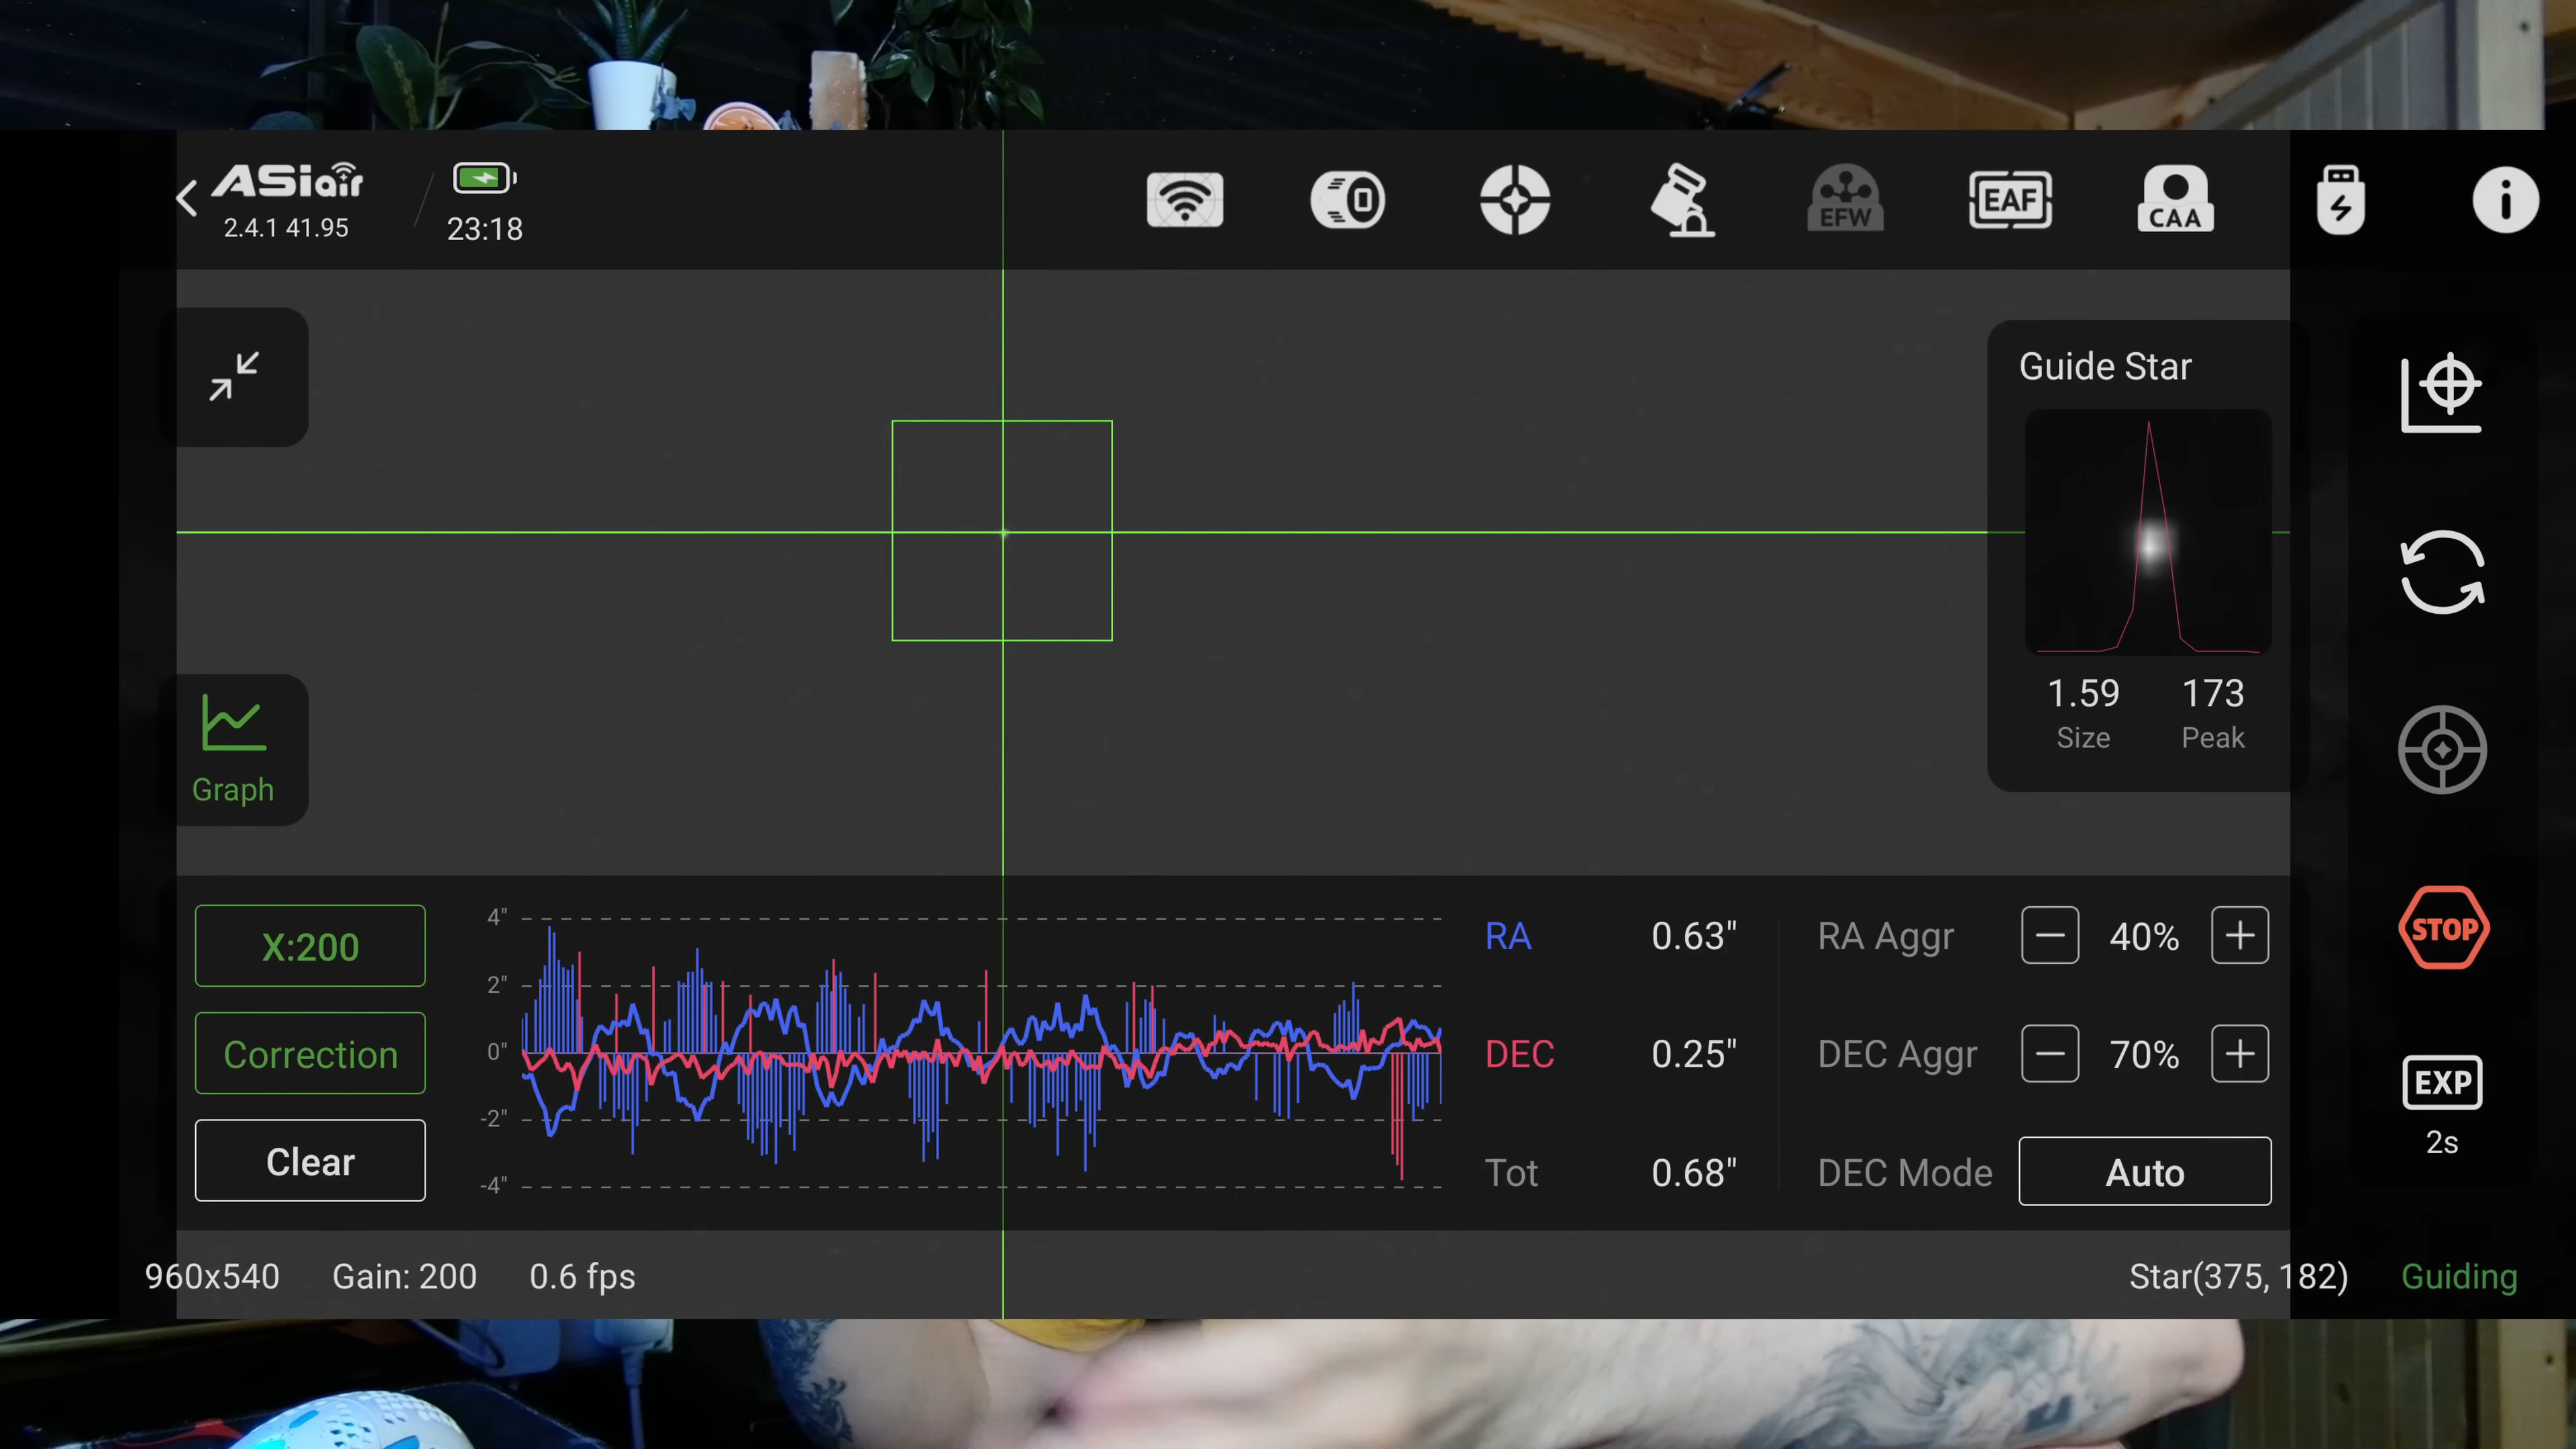 ASiair
2.4.1 41.95
23:18
EFW
EAF
CAA
Guide Star
1.59 173
Size Peak
Graph
X:200
Correction
Clear
4"
2"
0"
-2"
-4"
RA 0.63"
DEC 0.25"
Tot 0.68"
RA Aggr 40%
DEC Aggr 70%
DEC Mode Auto
STOP
EXP
2s
960x540 Gain: 200 0.6 fps
Star(375, 182) Guiding